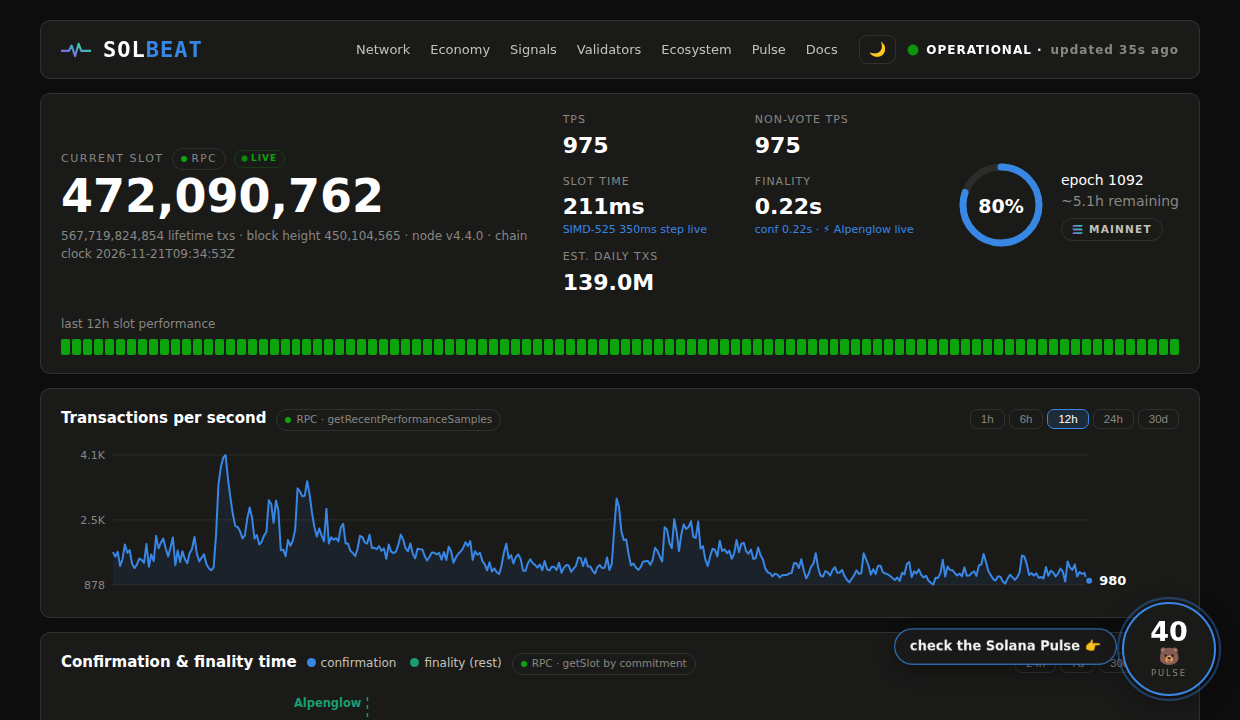 SOLBEAT
Network Economy Signals Validators Ecosystem Pulse Docs
OPERATIONAL · updated 35s ago
CURRENT SLOT RPC LIVE
472,090,762
567,719,824,854 lifetime txs · block height 450,104,565 · node v4.4.0 · chain
clock 2026-11-21T09:34:53Z
TPS
975
NON-VOTE TPS
975
SLOT TIME
211ms
SIMD-525 350ms step live
FINALITY
0.22s
conf 0.22s · ⚡ Alpenglow live
EST. DAILY TXS
139.0M
80%
epoch 1092
~5.1h remaining
MAINNET
last 12h slot performance
Transactions per second RPC · getRecentPerformanceSamples
1h 6h 12h 24h 30d
4.1K
2.5K
878
980
Confirmation & finality time confirmation finality (rest) RPC · getSlot by commitment
Alpenglow
check the Solana Pulse 👉
40
PULSE